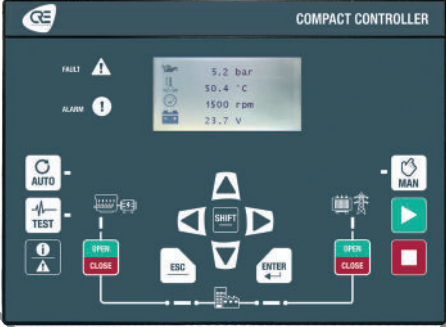 CRE
COMPACT CONTROLLER
FAULT
5.2 bar
50.4 °C
1500 rpm
23.7 V
ALARM
AUTO
MAN
TEST
SHIFT
OPEN
CLOSE
ESC
ENTER
OPEN
CLOSE